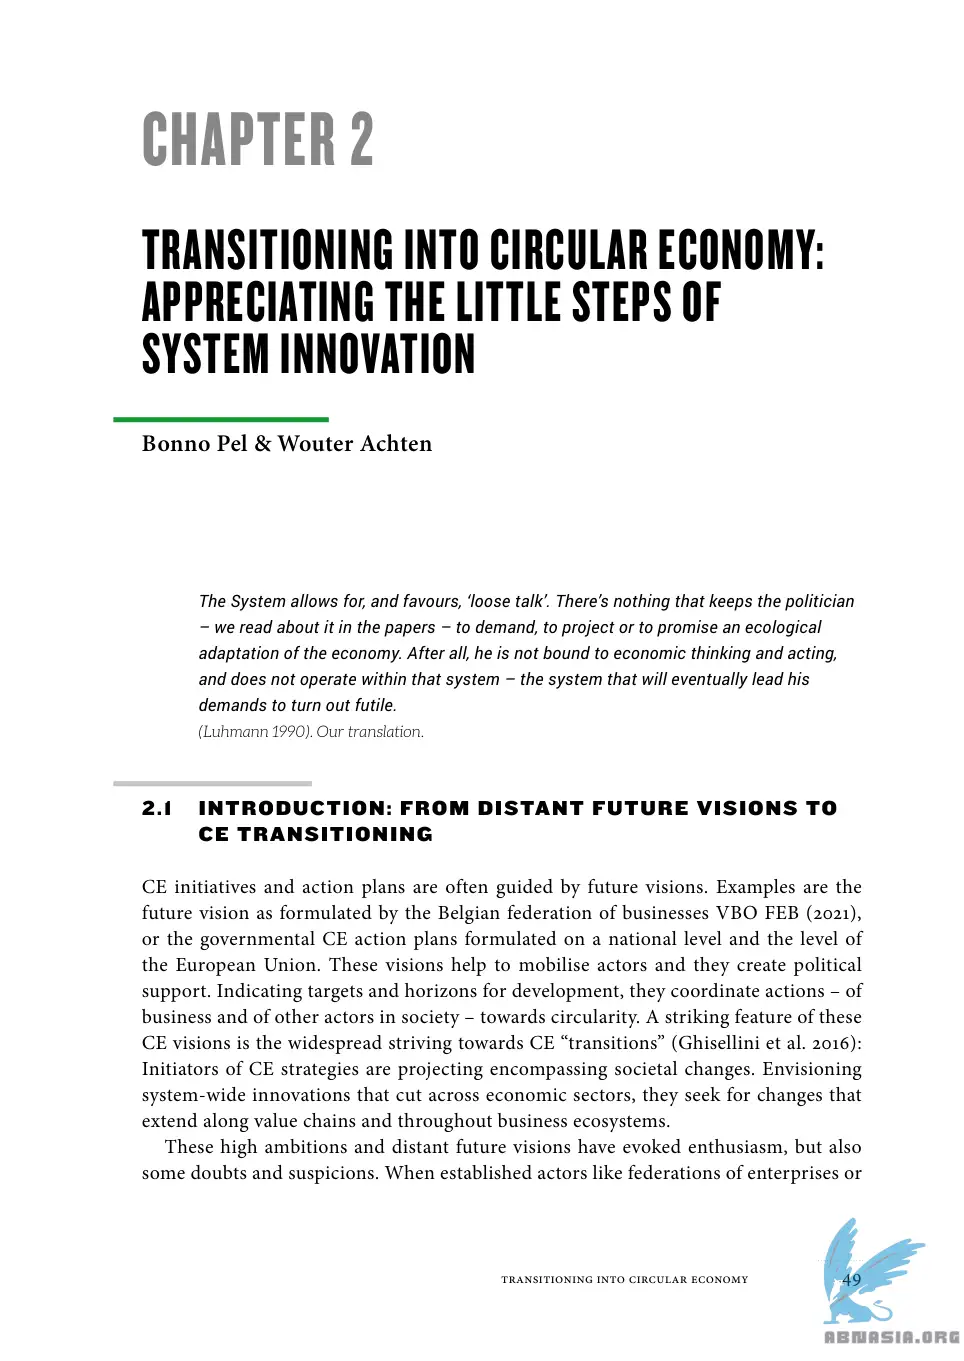 CHAPTER 2
TRANSITIONING INTO CIRCULAR ECONOMY:
APPRECIATING THE LITTLE STEPS OF
SYSTEM INNOVATION
Bonno Pel & Wouter Achten
The System allows for, and favours, ‘loose talk’. There’s nothing that keeps the politician
– we read about it in the papers – to demand, to project or to promise an ecological
adaptation of the economy. After all, he is not bound to economic thinking and acting,
and does not operate within that system – the system that will eventually lead his
demands to turn out futile.
(Luhmann 1990). Our translation.
2.1 INTRODUCTION: FROM DISTANT FUTURE VISIONS TO
CE TRANSITIONING
CE initiatives and action plans are often guided by future visions. Examples are the
future vision as formulated by the Belgian federation of businesses VBO FEB (2021),
or the governmental CE action plans formulated on a national level and the level of
the European Union. These visions help to mobilise actors and they create political
support. Indicating targets and horizons for development, they coordinate actions – of
business and of other actors in society – towards circularity. A striking feature of these
CE visions is the widespread striving towards CE “transitions” (Ghisellini et al. 2016):
Initiators of CE strategies are projecting encompassing societal changes. Envisioning
system-wide innovations that cut across economic sectors, they seek for changes that
extend along value chains and throughout business ecosystems.
These high ambitions and distant future visions have evoked enthusiasm, but also
some doubts and suspicions. When established actors like federations of enterprises or
TRANSITIONING INTO CIRCULAR ECONOMY 49
ABNASIA.ORG